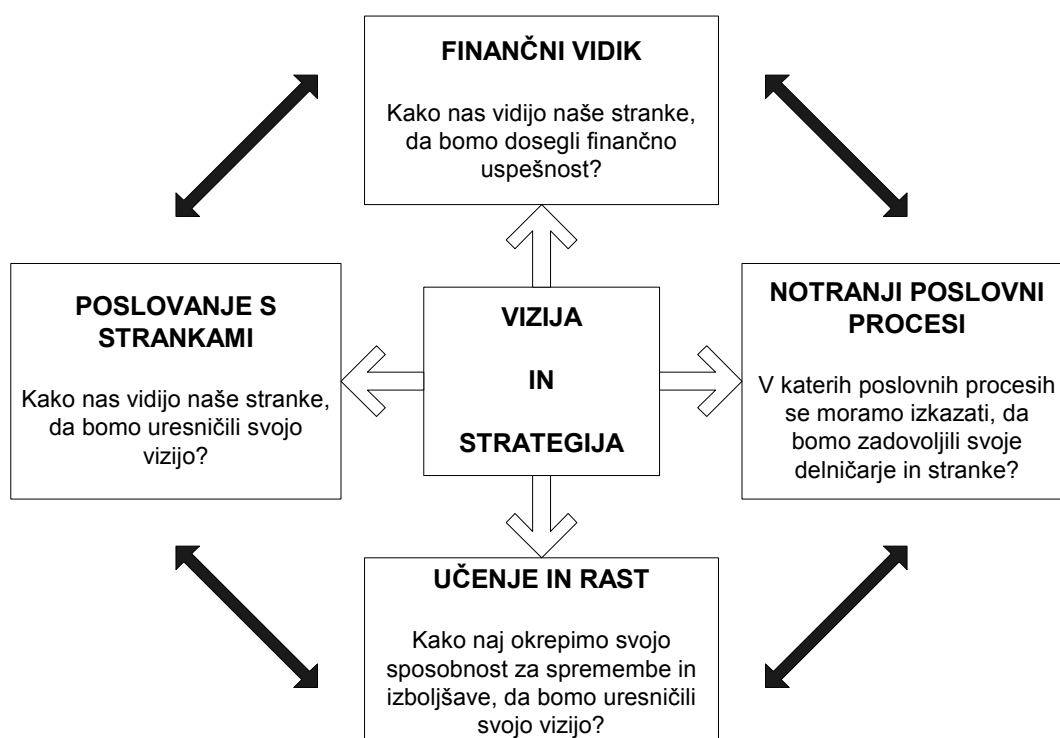 FINANČNI VIDIK
Kako nas vidijo naše stranke,
da bomo dosegli finančno
uspešnost?
POSLOVANJE S
STRANKAMI
Kako nas vidijo naše stranke,
da bomo uresničili svojo
vizijo?
VIZIJA
IN
STRATEGIJA
NOTRANJI POSLOVNI
PROCESI
V katerih poslovnih procesih
se moramo izkazati, da
bomo zadovoljili svoje
delničarje in stranke?
UČENJE IN RAST
Kako naj okrepimo svojo
sposobnost za spremembe in
izboljšave, da bomo uresničili
svojo vizijo?